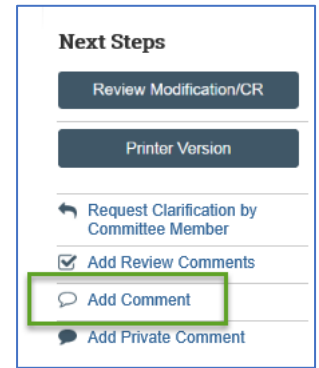 Next Steps
Review Modification/CR
Printer Version
Request Clarification by
Committee Member
Add Review Comments
Add Comment
Add Private Comment